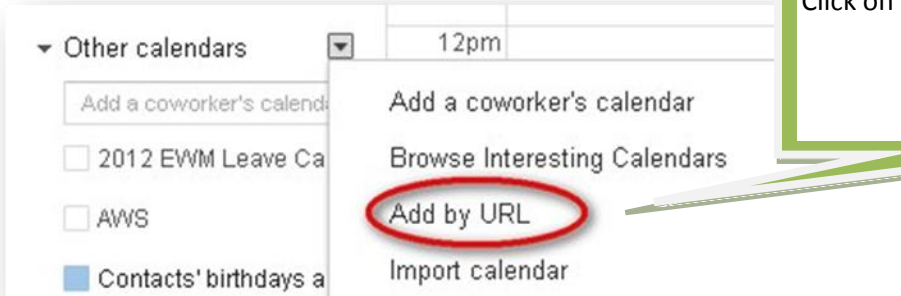 Click on
Other calendars
12pm
Add a coworker's calend
2012 EWM Leave Ca
AWS
Contacts' birthdays a
Add a coworker's calendar
Browse Interesting Calendars
Add by URL
Import calendar